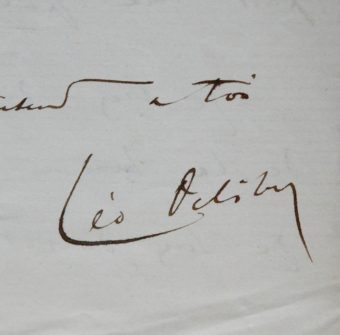 a toi
Léo Delibes